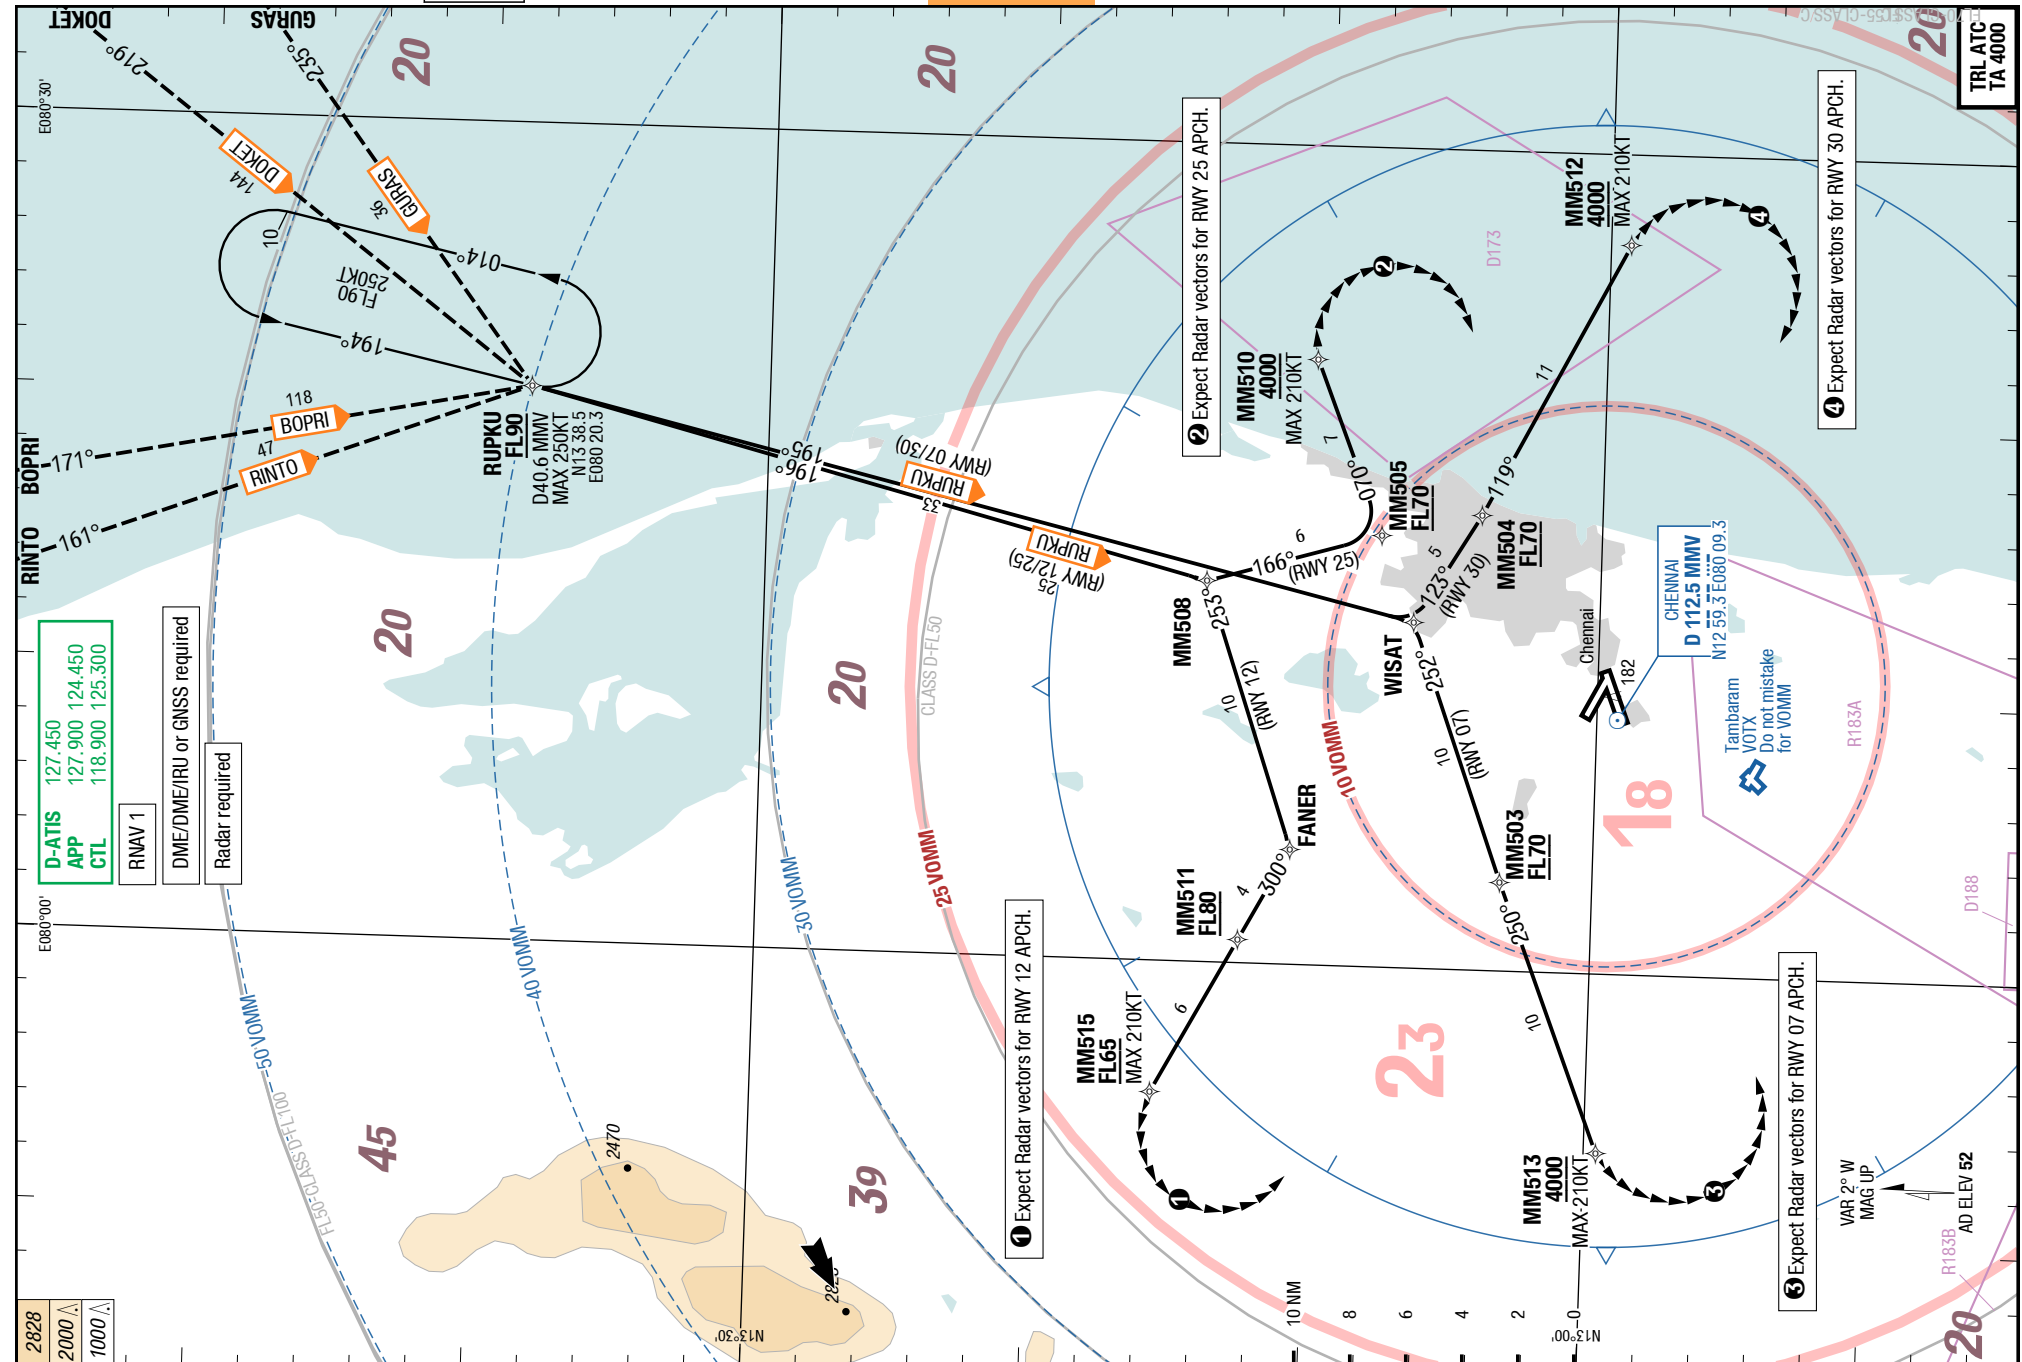 DOKET
GURAS
219°
235°
E080°30'
20
20
20
FL70-CLASS C
TRL ATC
TA 4000
DOKET
144
GURAS
36
10
014°
FL90
250KT
194°
BOPRI
171°
118
BOPRI
RINTO
161°
47
RINTO
RUPKU
FL90
D40.6 MMV
MAX 250KT
N13 38.5
E080 20.3
195°
196°
RUPKU
(RWY 07/30)
33
RUPKU
(RWY 12/25)
25
❷ Expect Radar vectors for RWY 25 APCH.
❹ Expect Radar vectors for RWY 30 APCH.
MM512
4000
MAX 210KT
D173
2
4
MM510
4000
MAX 210KT
7
070°
11
119°
MM505
FL70
6
166°
(RWY 25)
5
123°
(RWY 30)
MM504
FL70
MM508
253°
10
(RWY 12)
WISAT
252°
10
(RWY 07)
Chennai
182
CHENNAI
D 112.5 MMV
N12 59.3 E080 09.3
Tambaram
VOTX
Do not mistake
for VOMM
R183A
D-ATIS 127.450
APP 127.900 124.450
CTL 118.900 125.300
RNAV 1
DME/DME/IRU or GNSS required
Radar required
20
20
CLASS D-FL50
10 VOMM
18
25 VOMM
30 VOMM
40 VOMM
50 VOMM
FL50-CLASS D-FL100
E080°00'
FANER
300°
4
MM511
FL80
6
MM515
FL65
MAX 210KT
❶ Expect Radar vectors for RWY 12 APCH.
1
MM503
FL70
250°
10
MM513
4000
MAX 210KT
3
❸ Expect Radar vectors for RWY 07 APCH.
23
D188
VAR 2° W
MAG UP
AD ELEV 52
R183B
20
45
39
2470
N13°30'
N13°00'
10 NM
8
6
4
2
0
2828
2000
1000